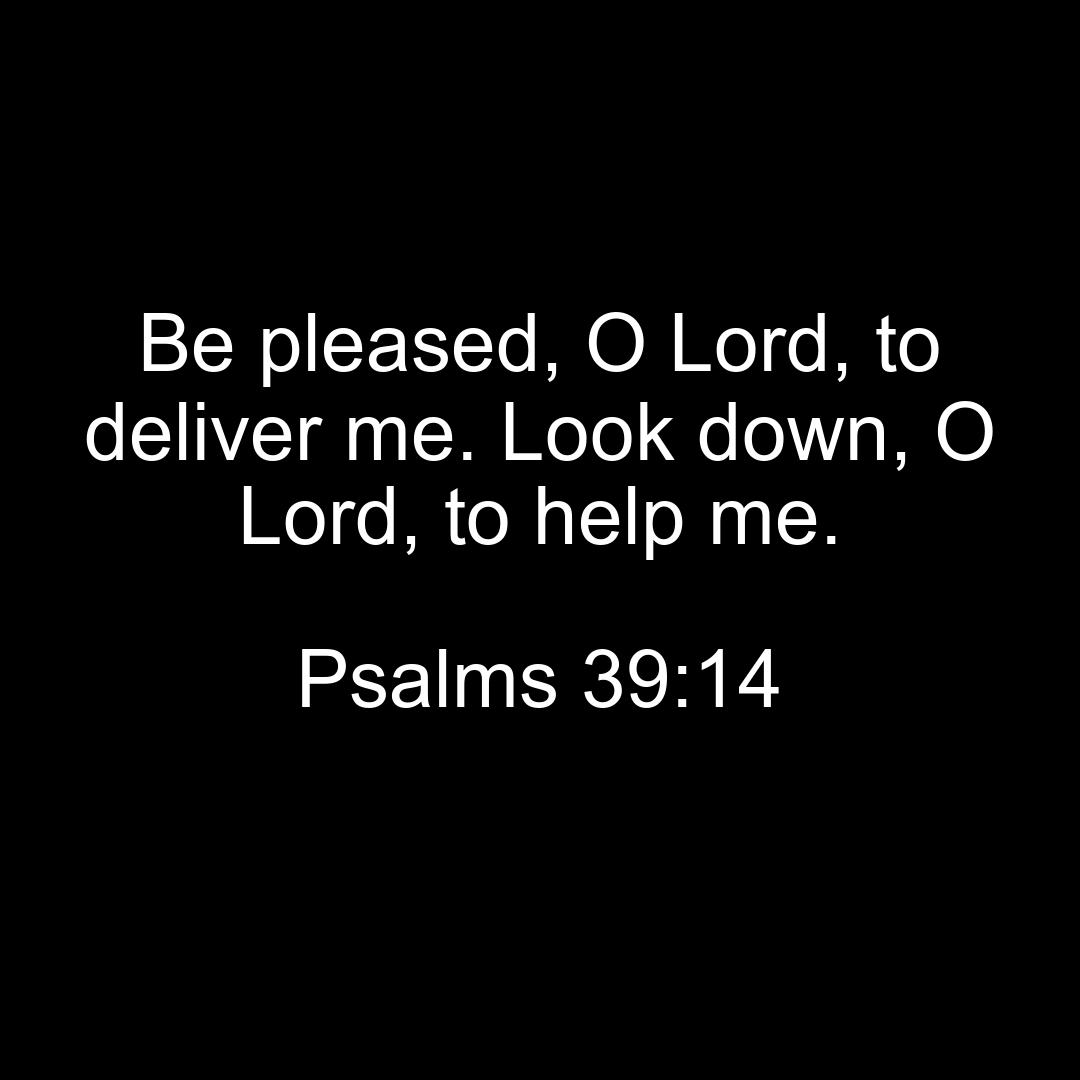 Be pleased, O Lord, to
deliver me. Look down, O
Lord, to help me.
Psalms 39:14